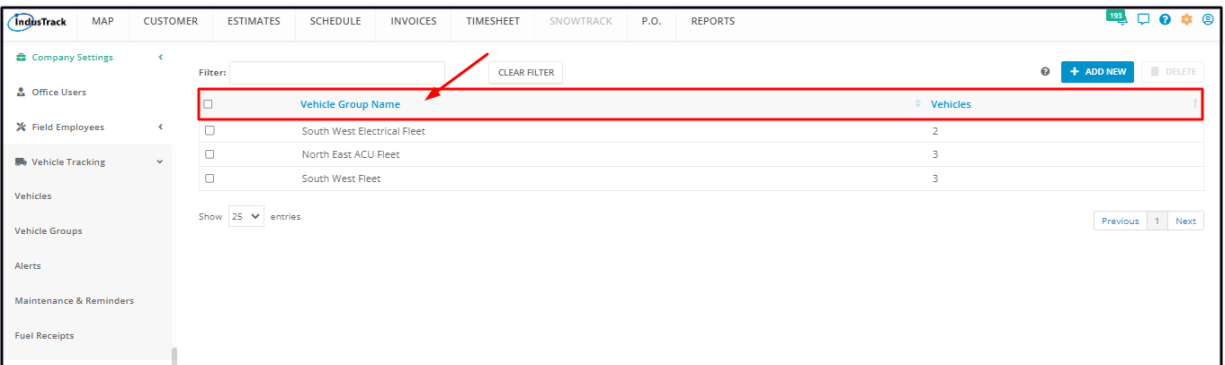 IndusTrack MAP CUSTOMER ESTIMATES SCHEDULE INVOICES TIMESHEET SNOWTRACK P.O. REPORTS 193
Company Settings
Office Users
Field Employees
Vehicle Tracking
Vehicles
Vehicle Groups
Alerts
Maintenance & Reminders
Fuel Receipts
Filter: CLEAR FILTER + ADD NEW DELETE
Vehicle Group Name Vehicles
South West Electrical Fleet 2
North East ACU Fleet 3
South West Fleet 3
Show 25 entries
Previous 1 Next